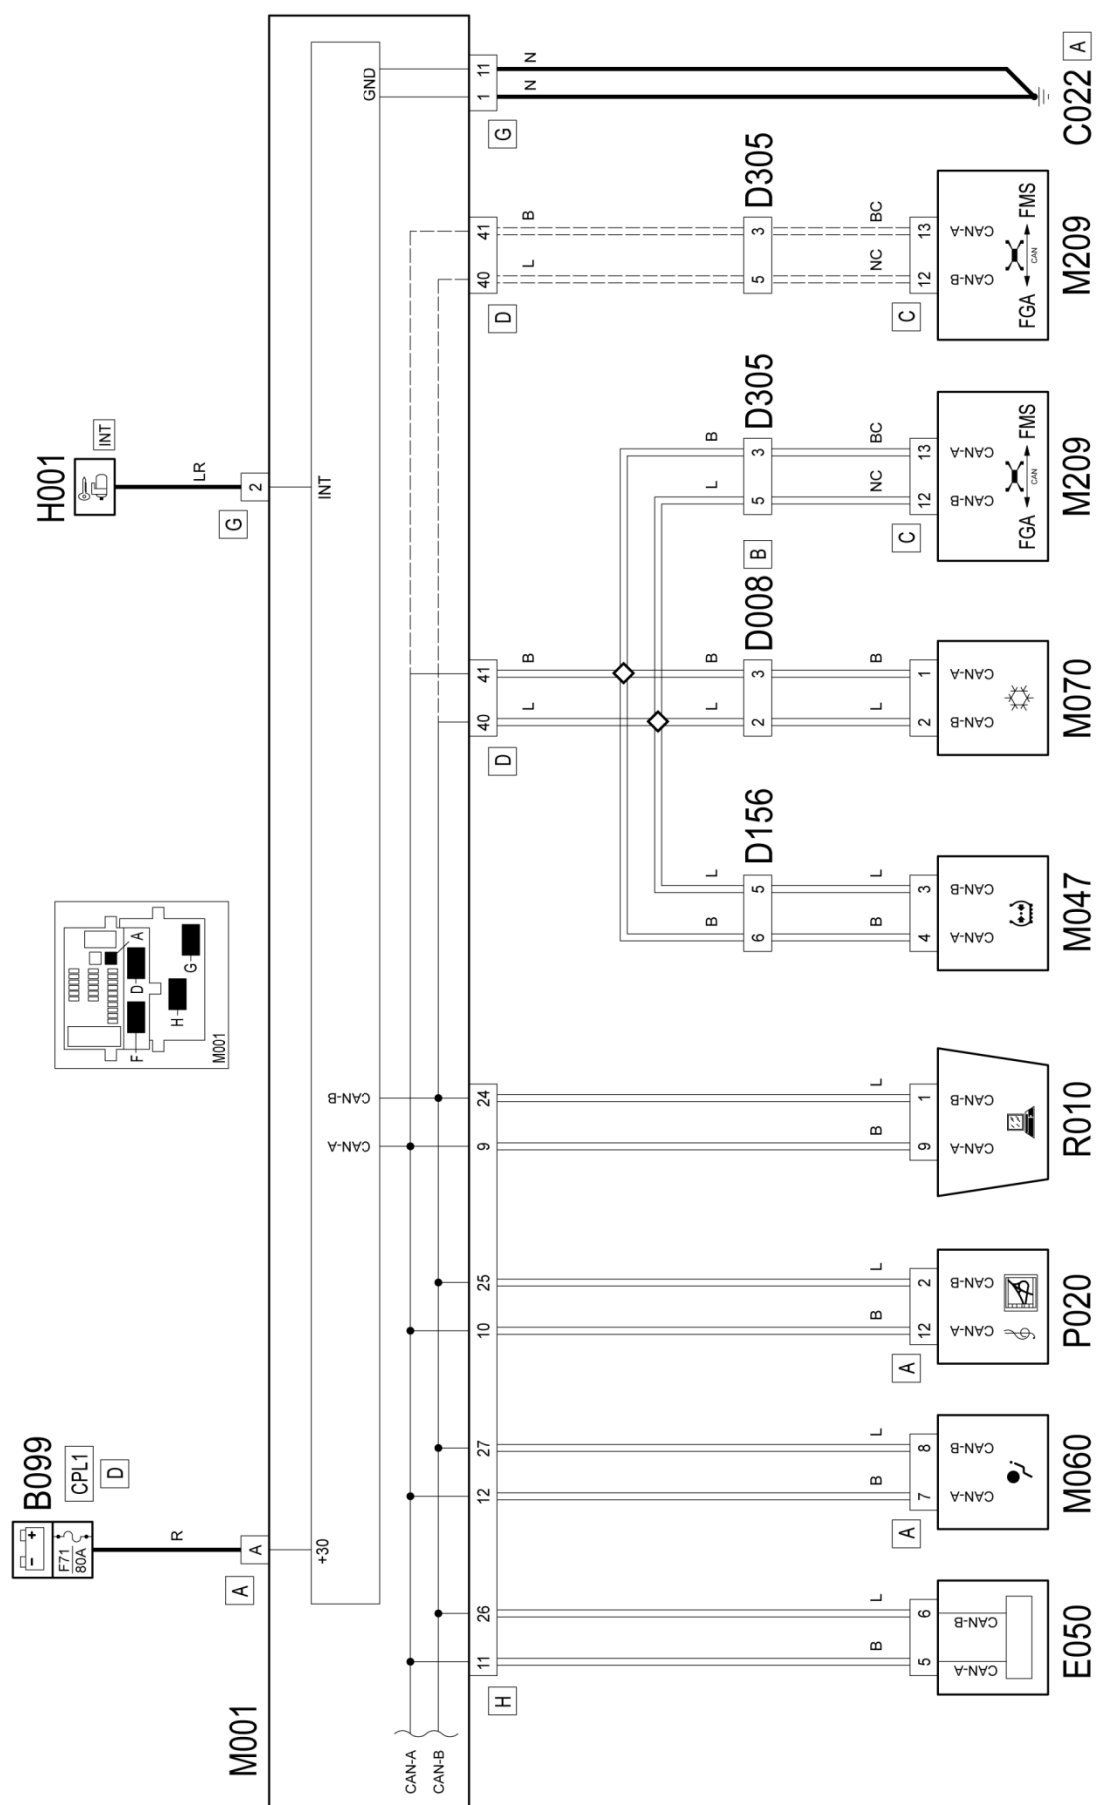 B099
CPL1
D
F71
80A
R
A
A
H001
INT
LR
2
G
F D A
H G
M001
M001
+30 INT
CAN-A CAN-B GND
CAN-A
CAN-B
11 26 12 27 10 25 9 24 40 41 40 41 1 11
H D D G
L B L B N N
B L L B L B
D156 D008 B D305 D305
6 5 2 3 5 3 5 3
B L B L B L B L B L L B NC BC NC BC
A A C C
5 6 7 8 12 2 9 1 4 3 2 1 12 13 12 13
CAN-A CAN-B CAN-A CAN-B CAN-A CAN-B CAN-A CAN-B CAN-A CAN-B CAN-B CAN-A CAN-B CAN-A CAN-B CAN-A
FGA CAN FMS FGA CAN FMS
E050 M060 P020 R010 M047 M070 M209 M209 C022 A